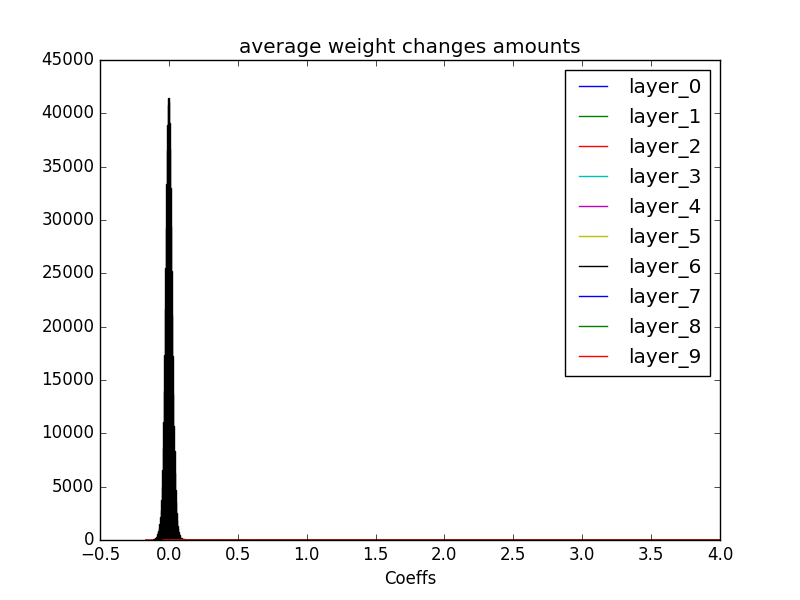 average weight changes amounts
45000
40000
35000
30000
25000
20000
15000
10000
5000
0
−0.5 0.0 0.5 1.0 1.5 2.0 2.5 3.0 3.5 4.0
Coeffs
layer_0
layer_1
layer_2
layer_3
layer_4
layer_5
layer_6
layer_7
layer_8
layer_9